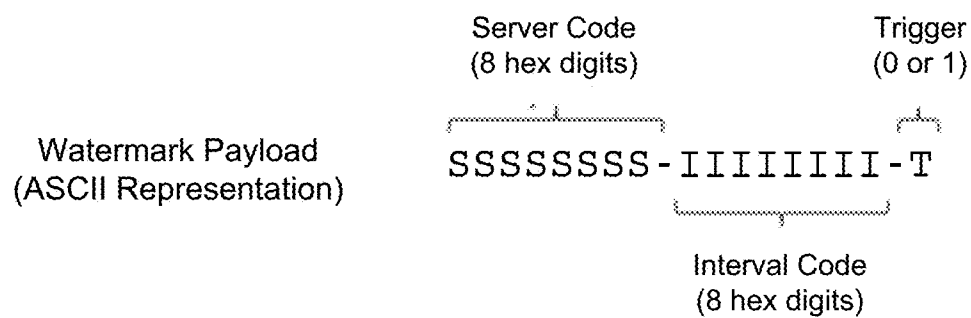 Server Code
(8 hex digits)
Trigger
(0 or 1)
Watermark Payload
(ASCII Representation)
SSSSSSSS-IIIIIIII-T
Interval Code
(8 hex digits)